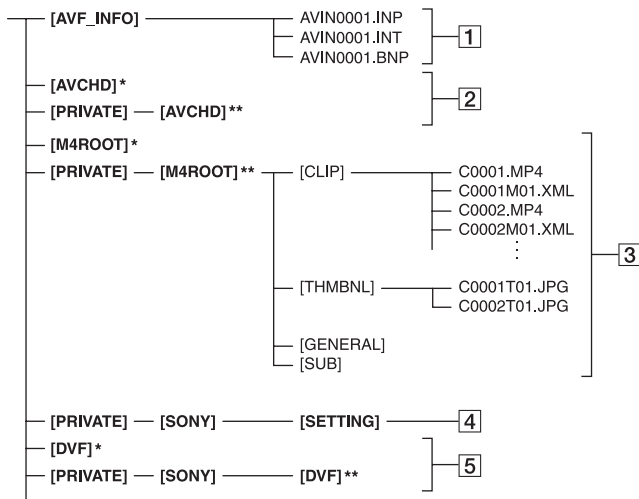 [AVF_INFO] AVIN0001.INP
AVIN0001.INT
AVIN0001.BNP
1
[AVCHD]*
[PRIVATE] [AVCHD]**
2
[M4ROOT]*
[PRIVATE] [M4ROOT]** [CLIP] C0001.MP4
C0001M01.XML
C0002.MP4
C0002M01.XML
⋮
3
[THMBNL] C0001T01.JPG
C0002T01.JPG
[GENERAL]
[SUB]
[PRIVATE] [SONY] [SETTING] 4
[DVF]*
[PRIVATE] [SONY] [DVF]**
5